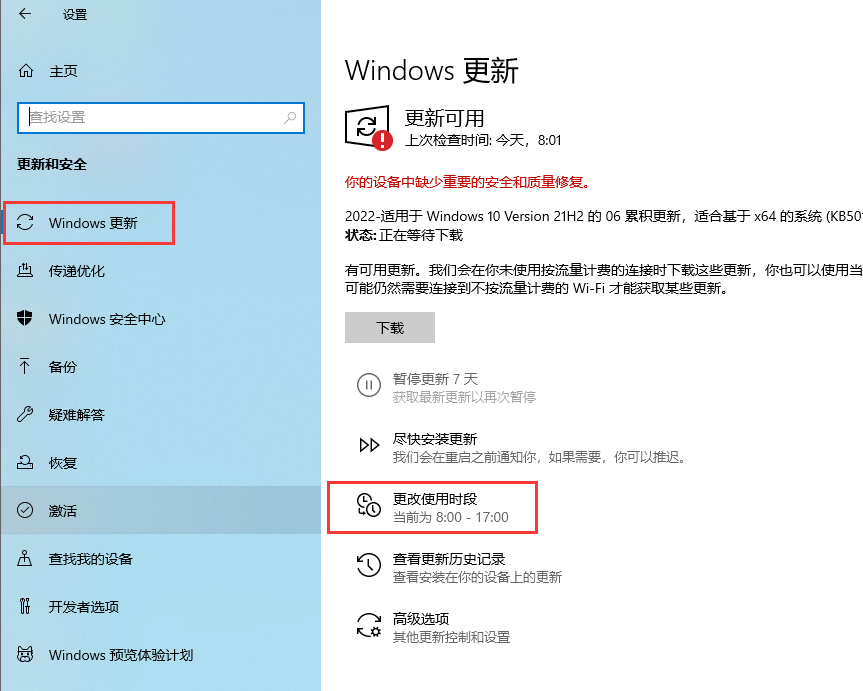 设置
主页
查找设置
更新和安全
Windows 更新
传递优化
Windows 安全中心
备份
疑难解答
恢复
激活
查找我的设备
开发者选项
Windows 预览体验计划
Windows 更新
更新可用
上次检查时间: 今天，8:01
你的设备中缺少重要的安全和质量修复。
2022-适用于 Windows 10 Version 21H2 的 06 累积更新，适合基于 x64 的系统 (KB501
状态: 正在等待下载
有可用更新。我们会在你未使用按流量计费的连接时下载这些更新，你也可以使用当
可能仍然需要连接到不按流量计费的 Wi-Fi 才能获取某些更新。
下载
暂停更新 7 天
获取最新更新以再次暂停
尽快安装更新
我们会在重启之前通知你，如果需要，你可以推迟。
更改使用时段
当前为 8:00 - 17:00
查看更新历史记录
查看安装在你的设备上的更新
高级选项
其他更新控制和设置